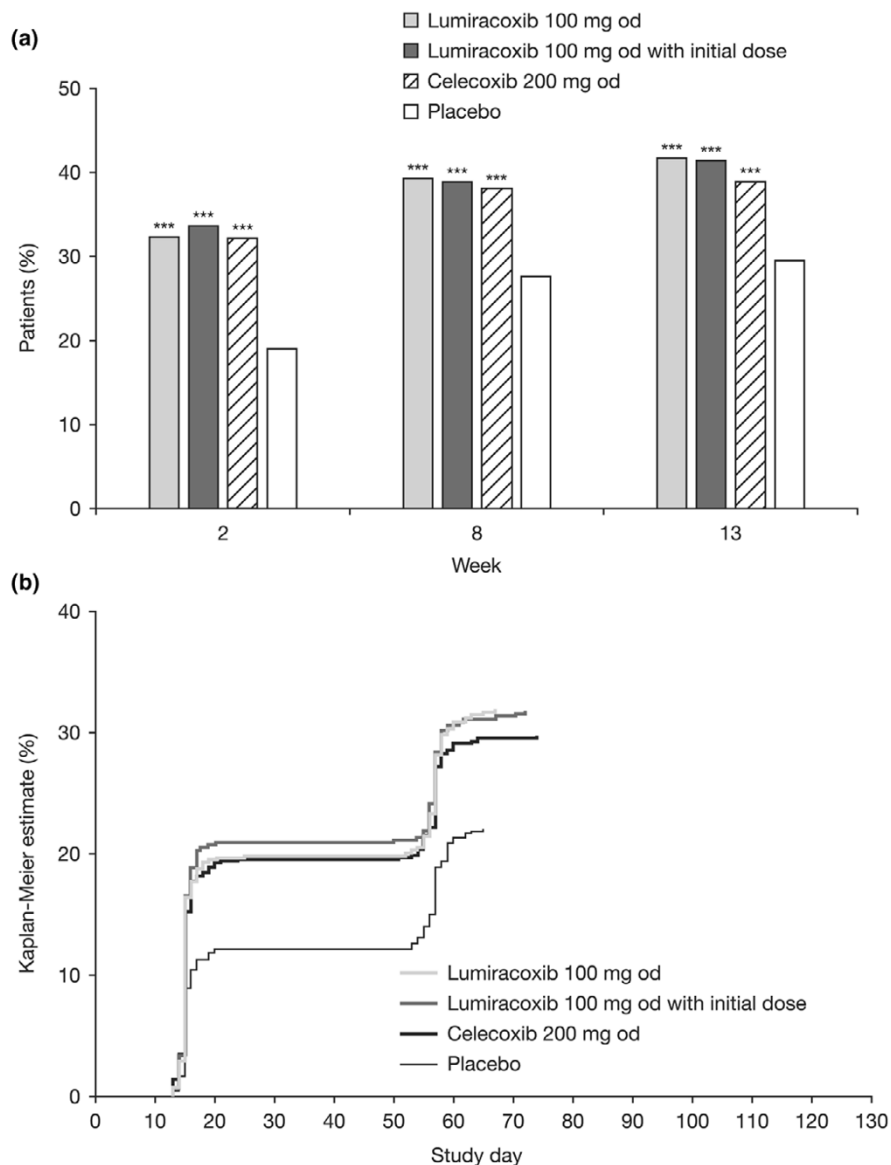 (a)
Lumiracoxib 100 mg od
Lumiracoxib 100 mg od with initial dose
Celecoxib 200 mg od
Placebo
50
40
30
20
10
0
Patients (%)
*** *** ***
*** *** ***
*** *** ***
2 8 13
Week
(b)
40
30
20
10
0
Kaplan-Meier estimate (%)
Lumiracoxib 100 mg od
Lumiracoxib 100 mg od with initial dose
Celecoxib 200 mg od
Placebo
0 10 20 30 40 50 60 70 80 90 100 110 120 130
Study day